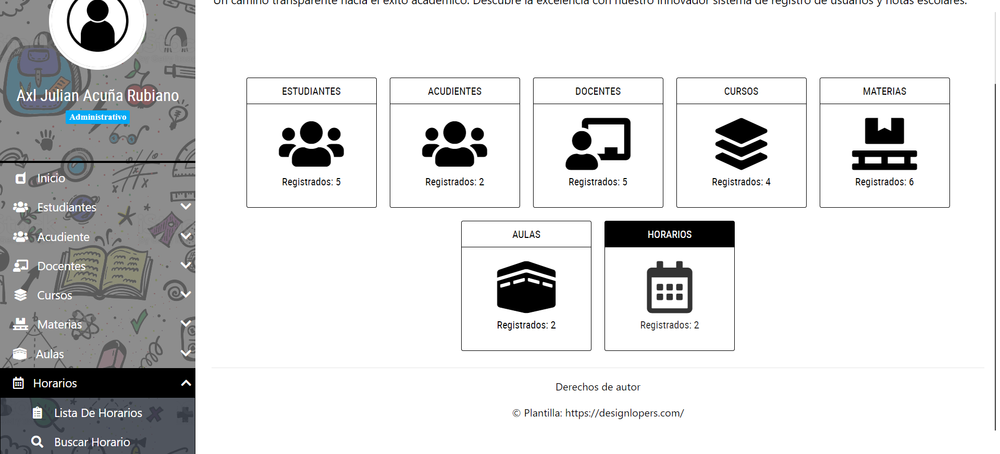 Un camino transparente hacia el éxito académico. Descubre la excelencia con nuestro innovador sistema de registro de usuarios y notas escolares.
Axl Julian Acuña Rubiano
Administrativo
Inicio
Estudiantes
Acudiente
Docentes
Cursos
Materias
Aulas
Horarios
Lista De Horarios
Buscar Horario
ESTUDIANTES
Registrados: 5
ACUDIENTES
Registrados: 2
DOCENTES
Registrados: 5
CURSOS
Registrados: 4
MATERIAS
Registrados: 6
AULAS
Registrados: 2
HORARIOS
Registrados: 2
Derechos de autor
© Plantilla: https://designlopers.com/